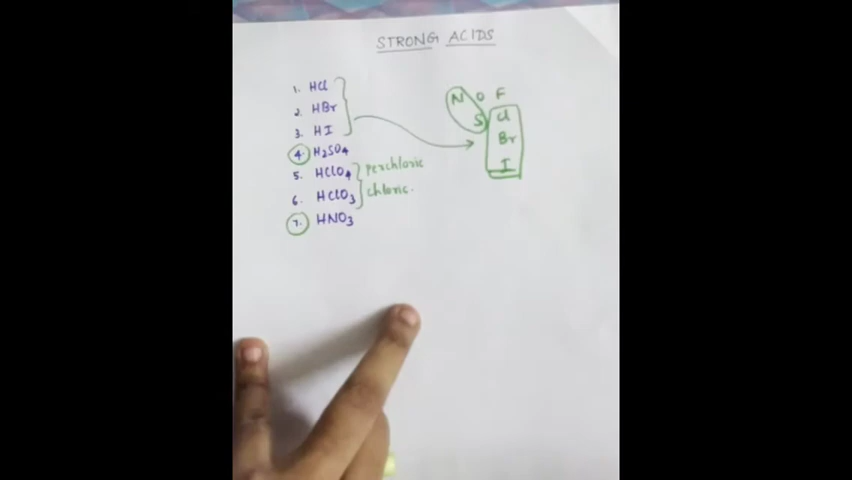 STRONG ACIDS
1. HCl
2. HBr
3. HI
4. H₂SO₄
5. HClO₄ perchloric
6. HClO₃ chloric.
7. HNO₃
N O F
S Cl
Br
I